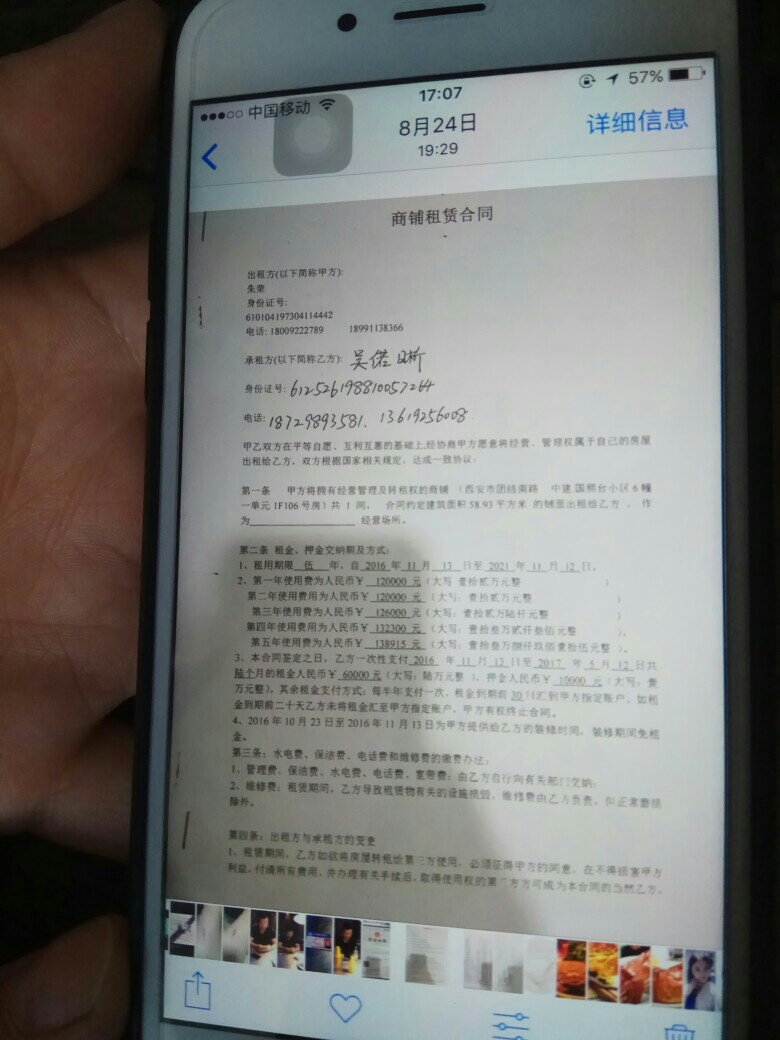 中国移动
17:07
57%
8月24日
19:29
详细信息
商铺租赁合同
出租方(以下简称甲方):
朱荣
身份证号:
610104197304114442
电话: 18009222789 18991138366
承租方(以下简称乙方): 吴偌晰
身份证号: 612526198810057264
电话: 18729893581、13619256008
甲乙双方在平等自愿、互利互惠的基础上,经协商甲方愿意将经营、管理权属于自己的房屋
出租给乙方。双方根据国家相关规定,达成一致协议:
第一条 甲方将拥有经营管理及转租权的商铺 (西安市团结南路 中建 国熙台小区 6 幢
一单元 1F106 号房) 共 1 间, 合同约定建筑面积 58.93 平方米 的铺面出租给乙方 , 作
为 经营场所。
第二条 租金、押金交纳期及方式:
1、租用期限 伍 年,自 2016 年 11 月 13 日至 2021 年 11 月 12 日。
2、第一年使用费为人民币￥ 120000 元 (大写 壹拾贰万元整 )
第二年使用费用为人民币￥ 120000 元 (大写: 壹拾贰万元整 )
第三年使用费为人民币￥ 126000 元 (大写: 壹拾贰万陆仟元整 )
第四年使用费用为人民币￥ 132300 元 (大写: 壹拾叁万贰仟叁佰元整 )。
第五年使用费为人民币￥ 138915 元 (大写: 壹拾叁万捌仟玖佰壹拾伍元整 )。
3、本合同签定之日,乙方一次性支付 2016 年 11 月 13 日至 2017 年 5 月 12 日共
陆个月的租金人民币￥ 60000元 (大写: 陆万元整 )、押金人民币￥ 10000 元 (大写: 壹
万元整),其余租金支付方式: 每半年支付一次,租金到期前 30 日汇到甲方指定账户,如租
金到期前二十天乙方未将租金汇至甲方指定账户,甲方有权终止合同。
4、2016 年 10 月 23 日至 2016 年 11 月 13 日为甲方提供给乙方的装修时间,装修期间免租
金。
第三条: 水电费、保洁费、电话费和维修费的缴费办法:
1、管理费、保洁费、水电费、电话费、宽带费: 由乙方自行向有关部门交纳;
2、维修费: 租赁期间,乙方导致租赁物有关的设施损毁,维修费由乙方负责,但正常磨损
除外。
第四条: 出租方与承租方的变更
1、租赁期间,乙方如欲将房屋转租给第三方使用,必须征得甲方的同意,在不得损害甲方
利益,付清所有费用,并办理有关手续后,取得使用权的第三方方可成为本合同的当然乙方。